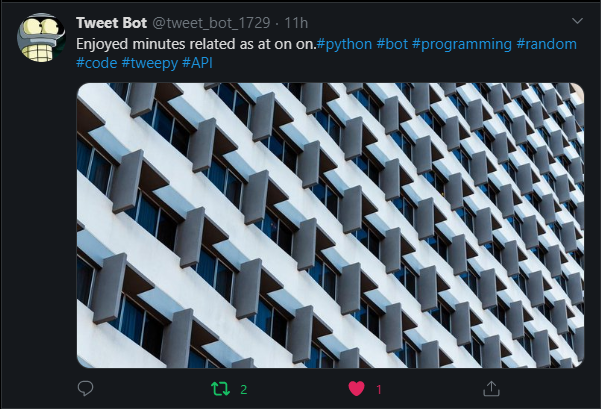 Tweet Bot @tweet_bot_1729 · 11h
Enjoyed minutes related as at on on.#python #bot #programming #random
#code #tweepy #API
2 1